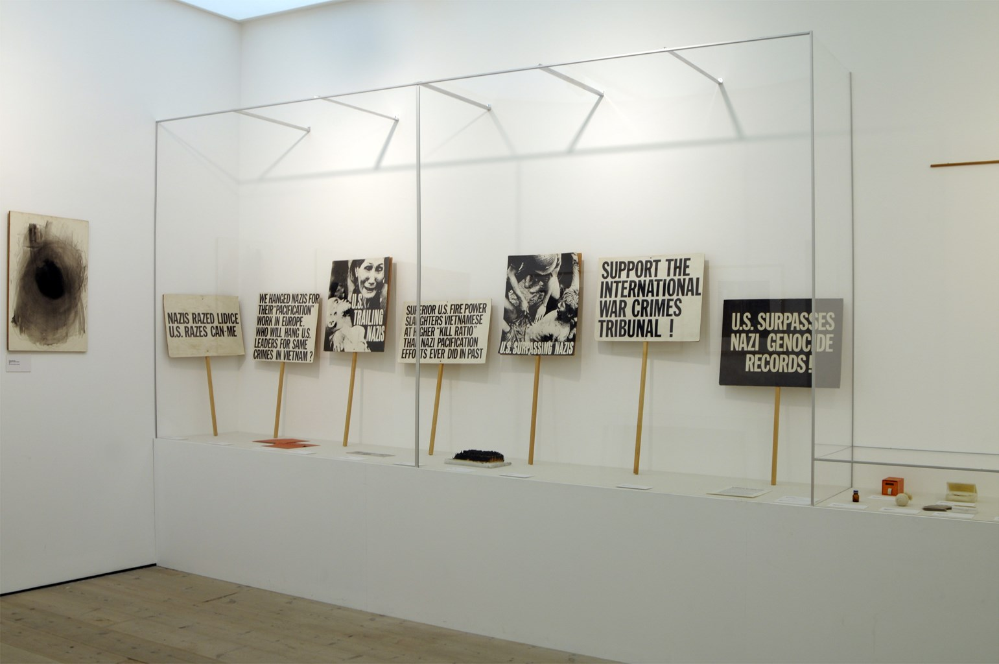 NAZIS RAZED LIDICE
U.S. RAZES CAN-ME
WE HANGED NAZIS FOR
THEIR "PACIFICATION"
WORK IN EUROPE.
WHO WILL HANG U.S.
LEADERS FOR SAME
CRIMES IN VIETNAM ?
U.S.
TRAILING
NAZIS
SUPERIOR U.S. FIRE POWER
SLAUGHTERS VIETNAMESE
AT HIGHER "KILL RATIO"
THAN NAZI PACIFICATION
EFFORTS EVER DID IN PAST
U.S. SURPASSING NAZIS
SUPPORT THE
INTERNATIONAL
WAR CRIMES
TRIBUNAL !
U.S. SURPASSES
NAZI GENOCIDE
RECORDS!